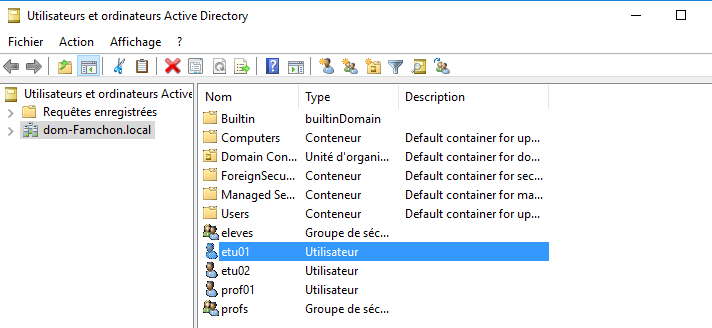 Utilisateurs et ordinateurs Active Directory
Fichier Action Affichage ?
Utilisateurs et ordinateurs Active
Requêtes enregistrées
dom-Famchon.local
Nom Type Description
Builtin builtinDomain
Computers Conteneur Default container for up...
Domain Con... Unité d'organi... Default container for do...
ForeignSecu... Conteneur Default container for sec...
Managed Se... Conteneur Default container for ma...
Users Conteneur Default container for up...
eleves Groupe de séc...
etu01 Utilisateur
etu02 Utilisateur
prof01 Utilisateur
profs Groupe de séc...